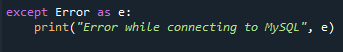 except Error as e:
    print("Error while connecting to MySQL", e)